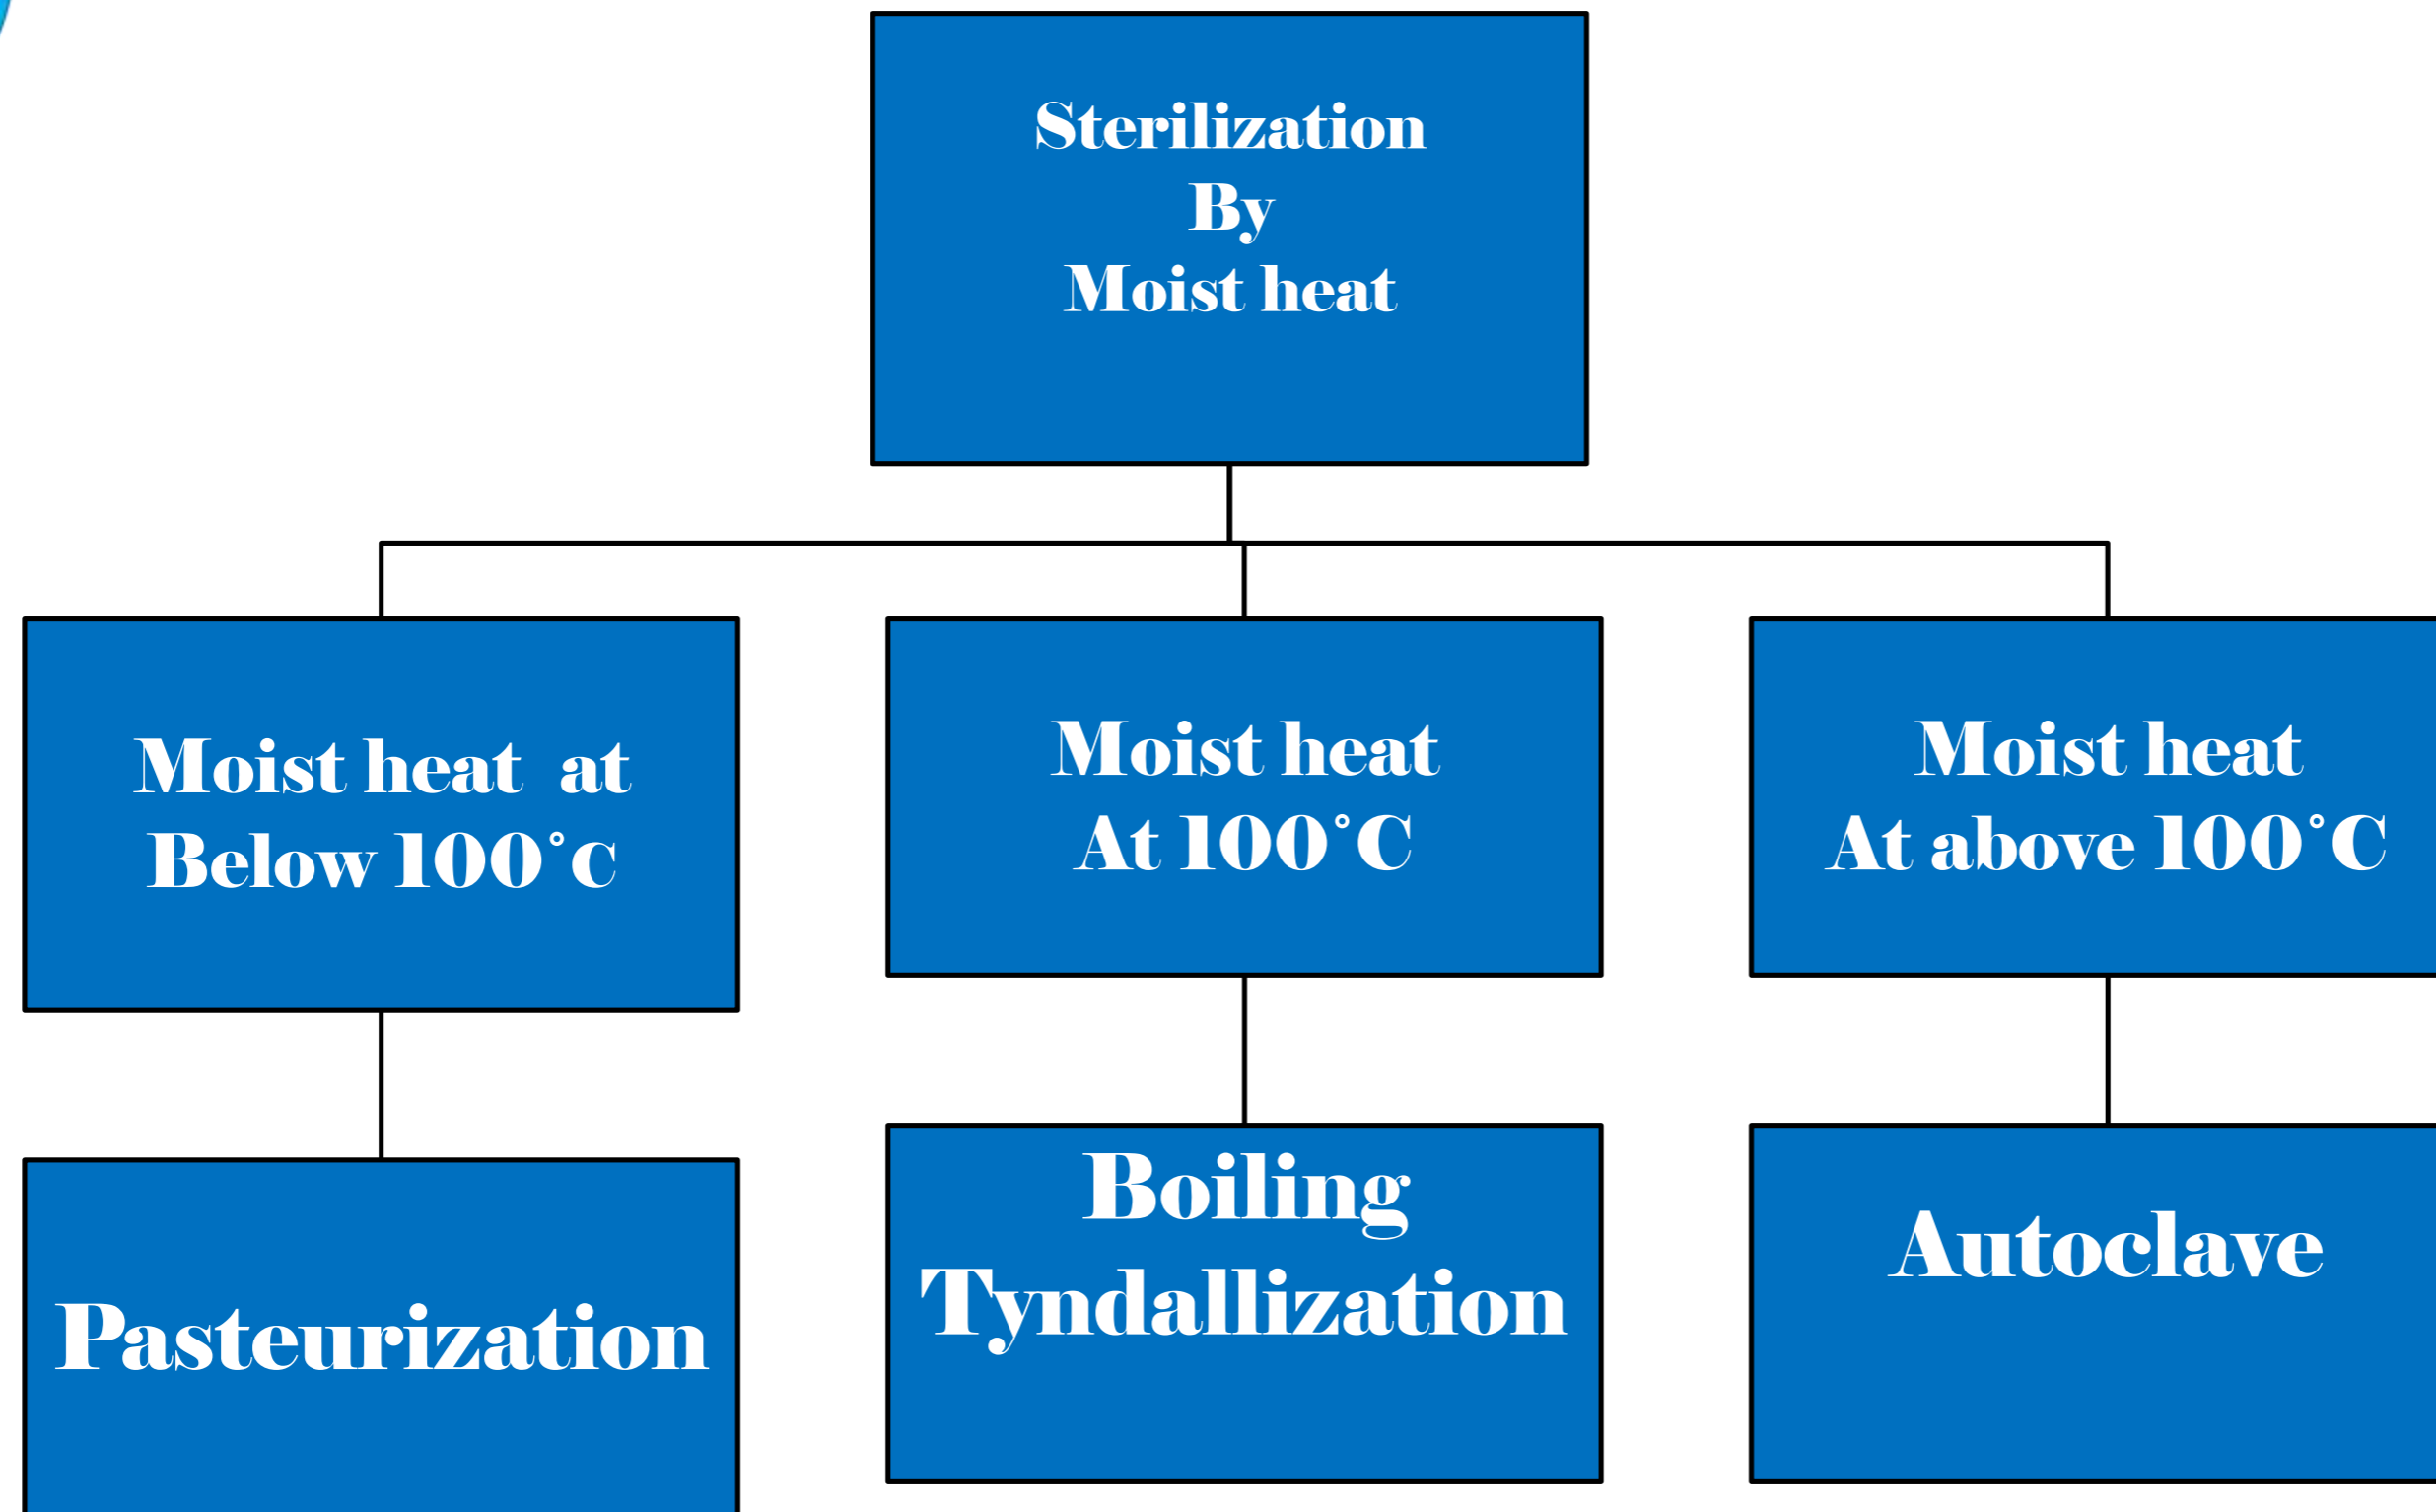 Sterilization
By
Moist heat
Moist heat at
Below 100°c
Moist heat
At 100°C
Moist heat
At above 100°C
Pasteurization
Boiling
Tyndallization
Autoclave